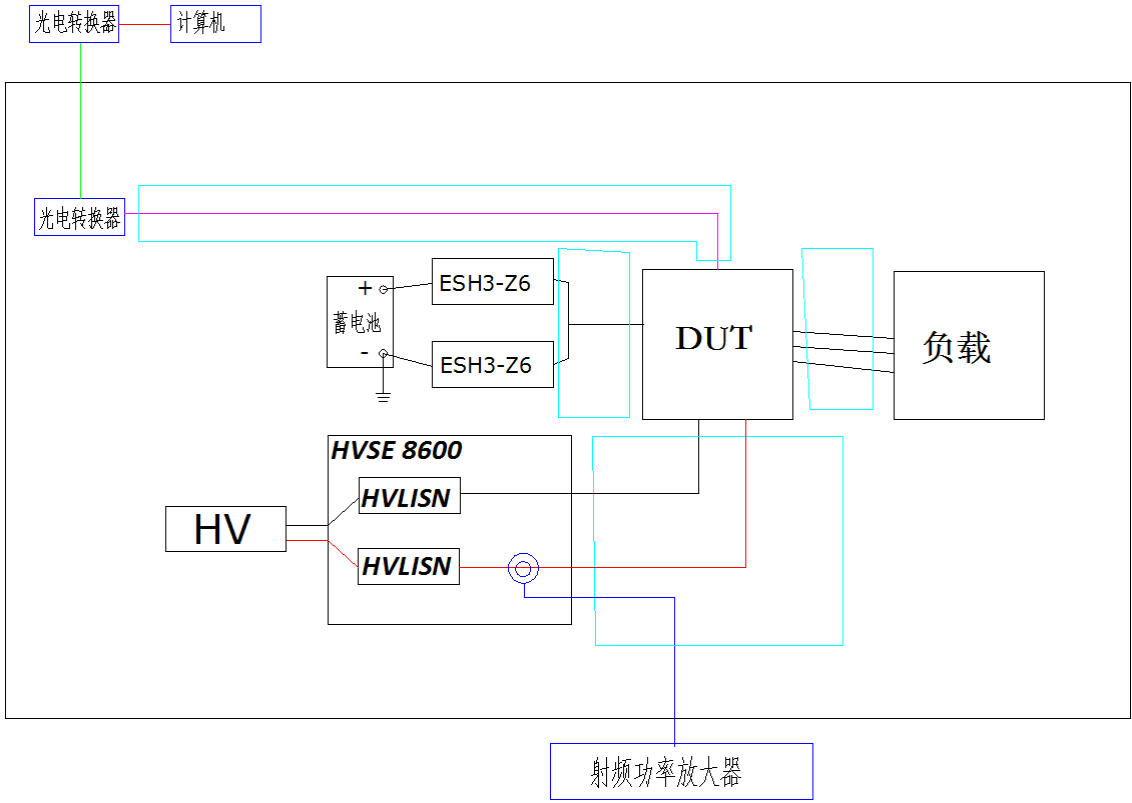 光电转换器
计算机
光电转换器
+
蓄电池
-
ESH3-Z6
ESH3-Z6
DUT
负载
HVSE 8600
HVLISN
HVLISN
HV
射频功率放大器